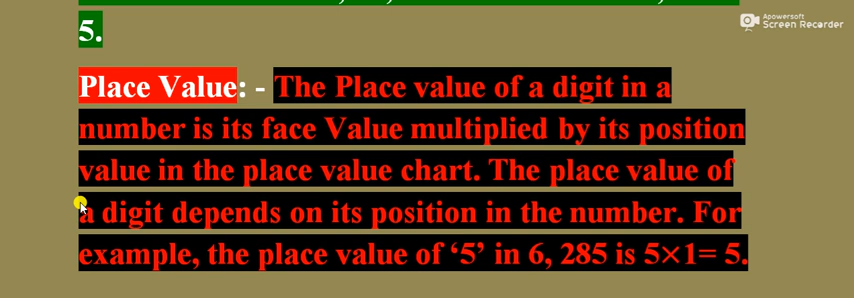 5.
Apowersoft
Screen Recorder
Place Value: - The Place value of a digit in a
number is its face Value multiplied by its position
value in the place value chart. The place value of
a digit depends on its position in the number. For
example, the place value of ‘5’ in 6, 285 is 5×1= 5.